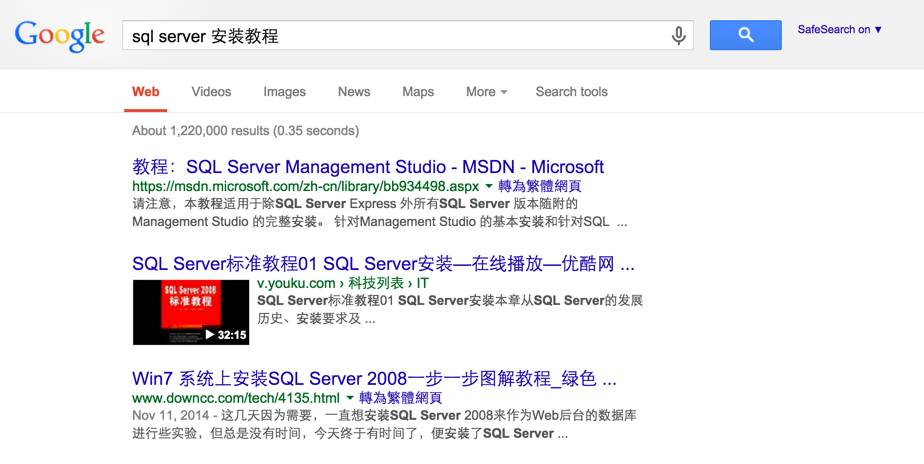 Google
sql server 安装教程
SafeSearch on ▼
Web Videos Images News Maps More Search tools
About 1,220,000 results (0.35 seconds)
教程：SQL Server Management Studio - MSDN - Microsoft
https://msdn.microsoft.com/zh-cn/library/bb934498.aspx ▼ 轉為繁體網頁
请注意，本教程适用于除SQL Server Express 外所有SQL Server 版本随附的
Management Studio 的完整安装。 针对Management Studio 的基本安装和针对SQL ...
SQL Server标准教程01 SQL Server安装—在线播放—优酷网 ...
v.youku.com › 科技列表 › IT
SQL Server标准教程01 SQL Server安装本章从SQL Server的发展
历史、安装要求及 ...
SQL Server 2008
标准教程
32:15
Win7 系统上安装SQL Server 2008一步一步图解教程_绿色 ...
www.downcc.com/tech/4135.html ▼ 轉為繁體網頁
Nov 11, 2014 - 这几天因为需要，一直想安装SQL Server 2008来作为Web后台的数据库
进行些实验，但总是没有时间，今天终于有时间了，便安装了SQL Server ...